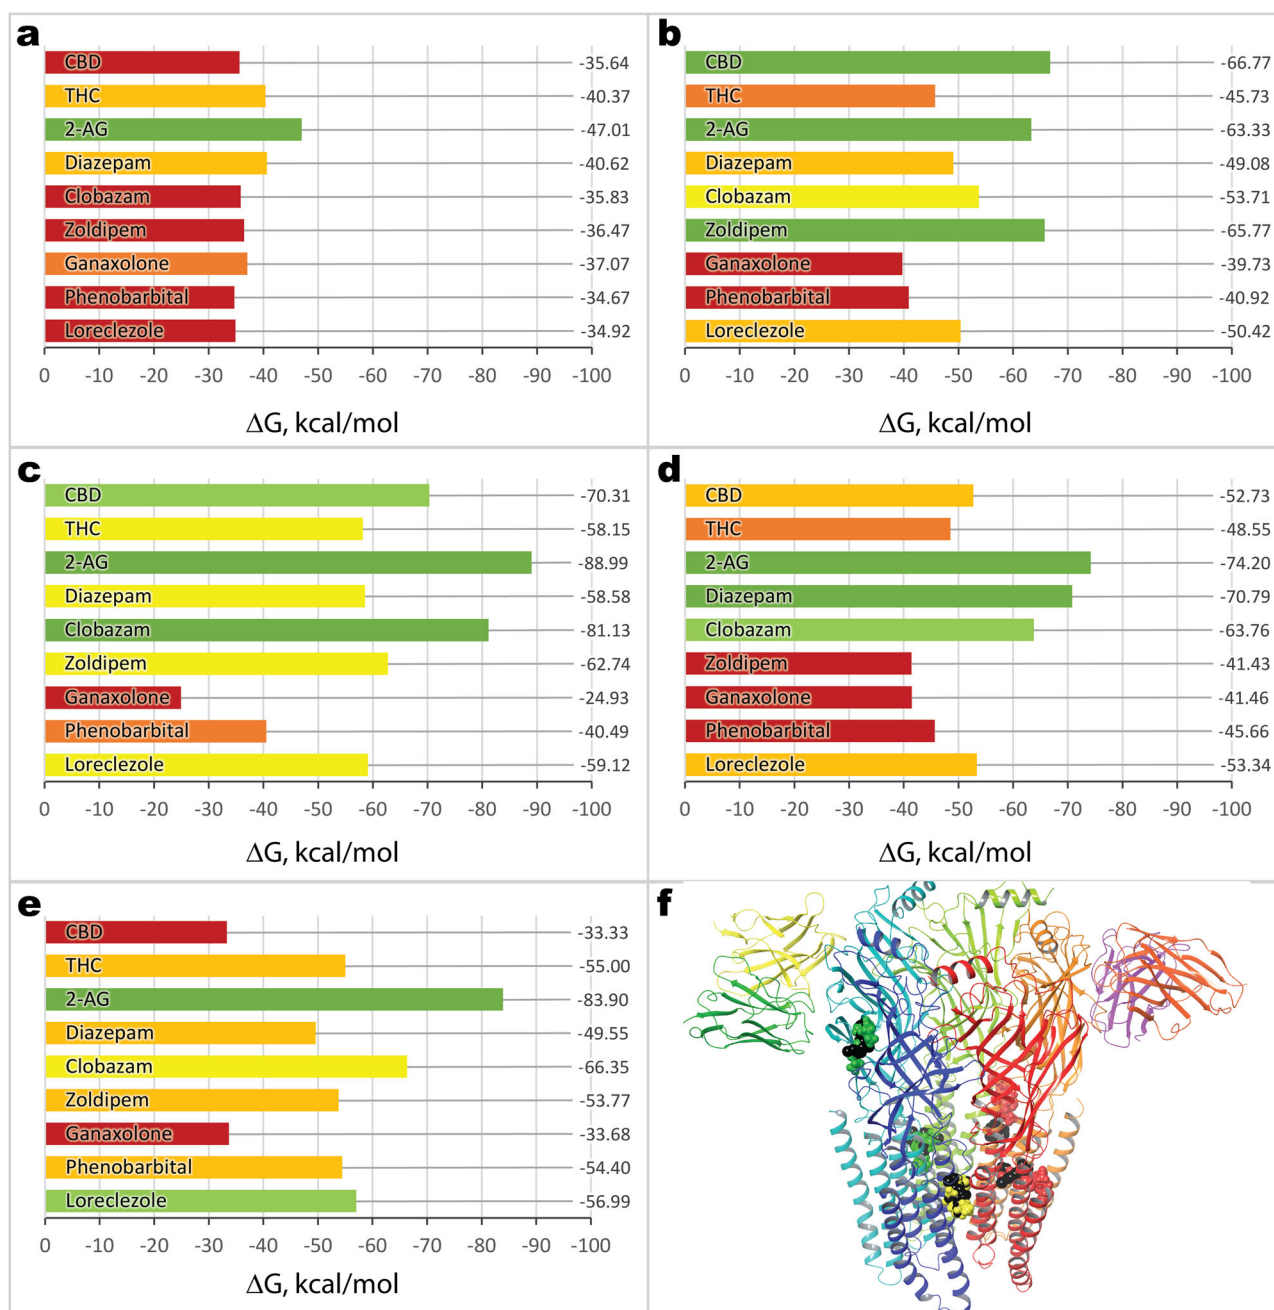 a
CBD -35.64
THC -40.37
2-AG -47.01
Diazepam -40.62
Clobazam -35.83
Zoldipem -36.47
Ganaxolone -37.07
Phenobarbital -34.67
Loreclezole -34.92
0 -10 -20 -30 -40 -50 -60 -70 -80 -90 -100
ΔG, kcal/mol
b
CBD -66.77
THC -45.73
2-AG -63.33
Diazepam -49.08
Clobazam -53.71
Zoldipem -65.77
Ganaxolone -39.73
Phenobarbital -40.92
Loreclezole -50.42
0 -10 -20 -30 -40 -50 -60 -70 -80 -90 -100
ΔG, kcal/mol
c
CBD -70.31
THC -58.15
2-AG -88.99
Diazepam -58.58
Clobazam -81.13
Zoldipem -62.74
Ganaxolone -24.93
Phenobarbital -40.49
Loreclezole -59.12
0 -10 -20 -30 -40 -50 -60 -70 -80 -90 -100
ΔG, kcal/mol
d
CBD -52.73
THC -48.55
2-AG -74.20
Diazepam -70.79
Clobazam -63.76
Zoldipem -41.43
Ganaxolone -41.46
Phenobarbital -45.66
Loreclezole -53.34
0 -10 -20 -30 -40 -50 -60 -70 -80 -90 -100
ΔG, kcal/mol
e
CBD -33.33
THC -55.00
2-AG -83.90
Diazepam -49.55
Clobazam -66.35
Zoldipem -53.77
Ganaxolone -33.68
Phenobarbital -54.40
Loreclezole -56.99
0 -10 -20 -30 -40 -50 -60 -70 -80 -90 -100
ΔG, kcal/mol
f